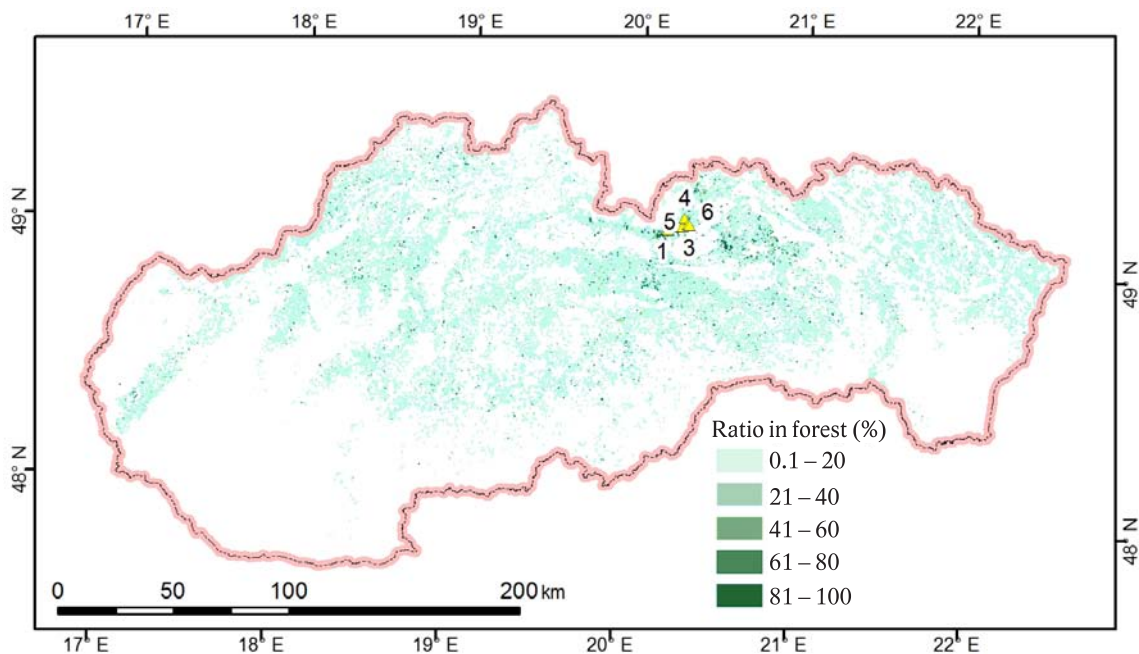 17° E 18° E 19° E 20° E 21° E 22° E
49° N
49° N
48° N
48° N
4
6
5
1
3
Ratio in forest (%)
0.1 – 20
21 – 40
41 – 60
61 – 80
81 – 100
0 50 100 200 km
17° E 18° E 19° E 20° E 21° E 22° E